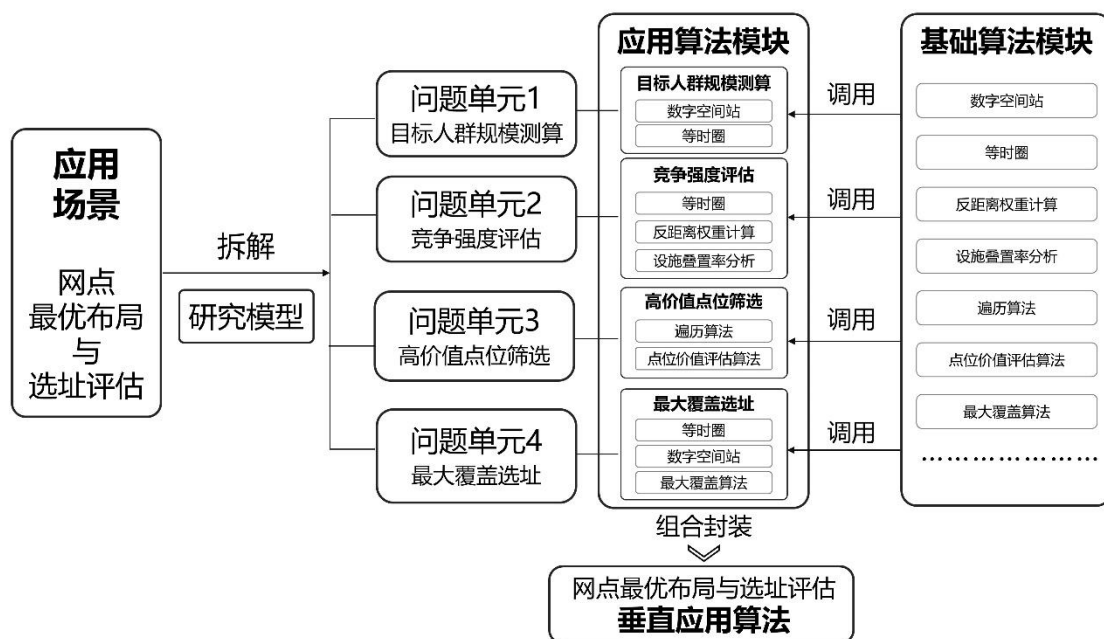 应用
场景
网点
最优布局
与
选址评估
拆解
研究模型
问题单元1
目标人群规模测算
问题单元2
竞争强度评估
问题单元3
高价值点位筛选
问题单元4
最大覆盖选址
应用算法模块
目标人群规模测算
数字空间站
等时圈
竞争强度评估
等时圈
反距离权重计算
设施叠置率分析
高价值点位筛选
遍历算法
点位价值评估算法
最大覆盖选址
等时圈
数字空间站
最大覆盖算法
调用
调用
调用
调用
基础算法模块
数字空间站
等时圈
反距离权重计算
设施叠置率分析
遍历算法
点位价值评估算法
最大覆盖算法
……………………
组合封装
网点最优布局与选址评估
垂直应用算法